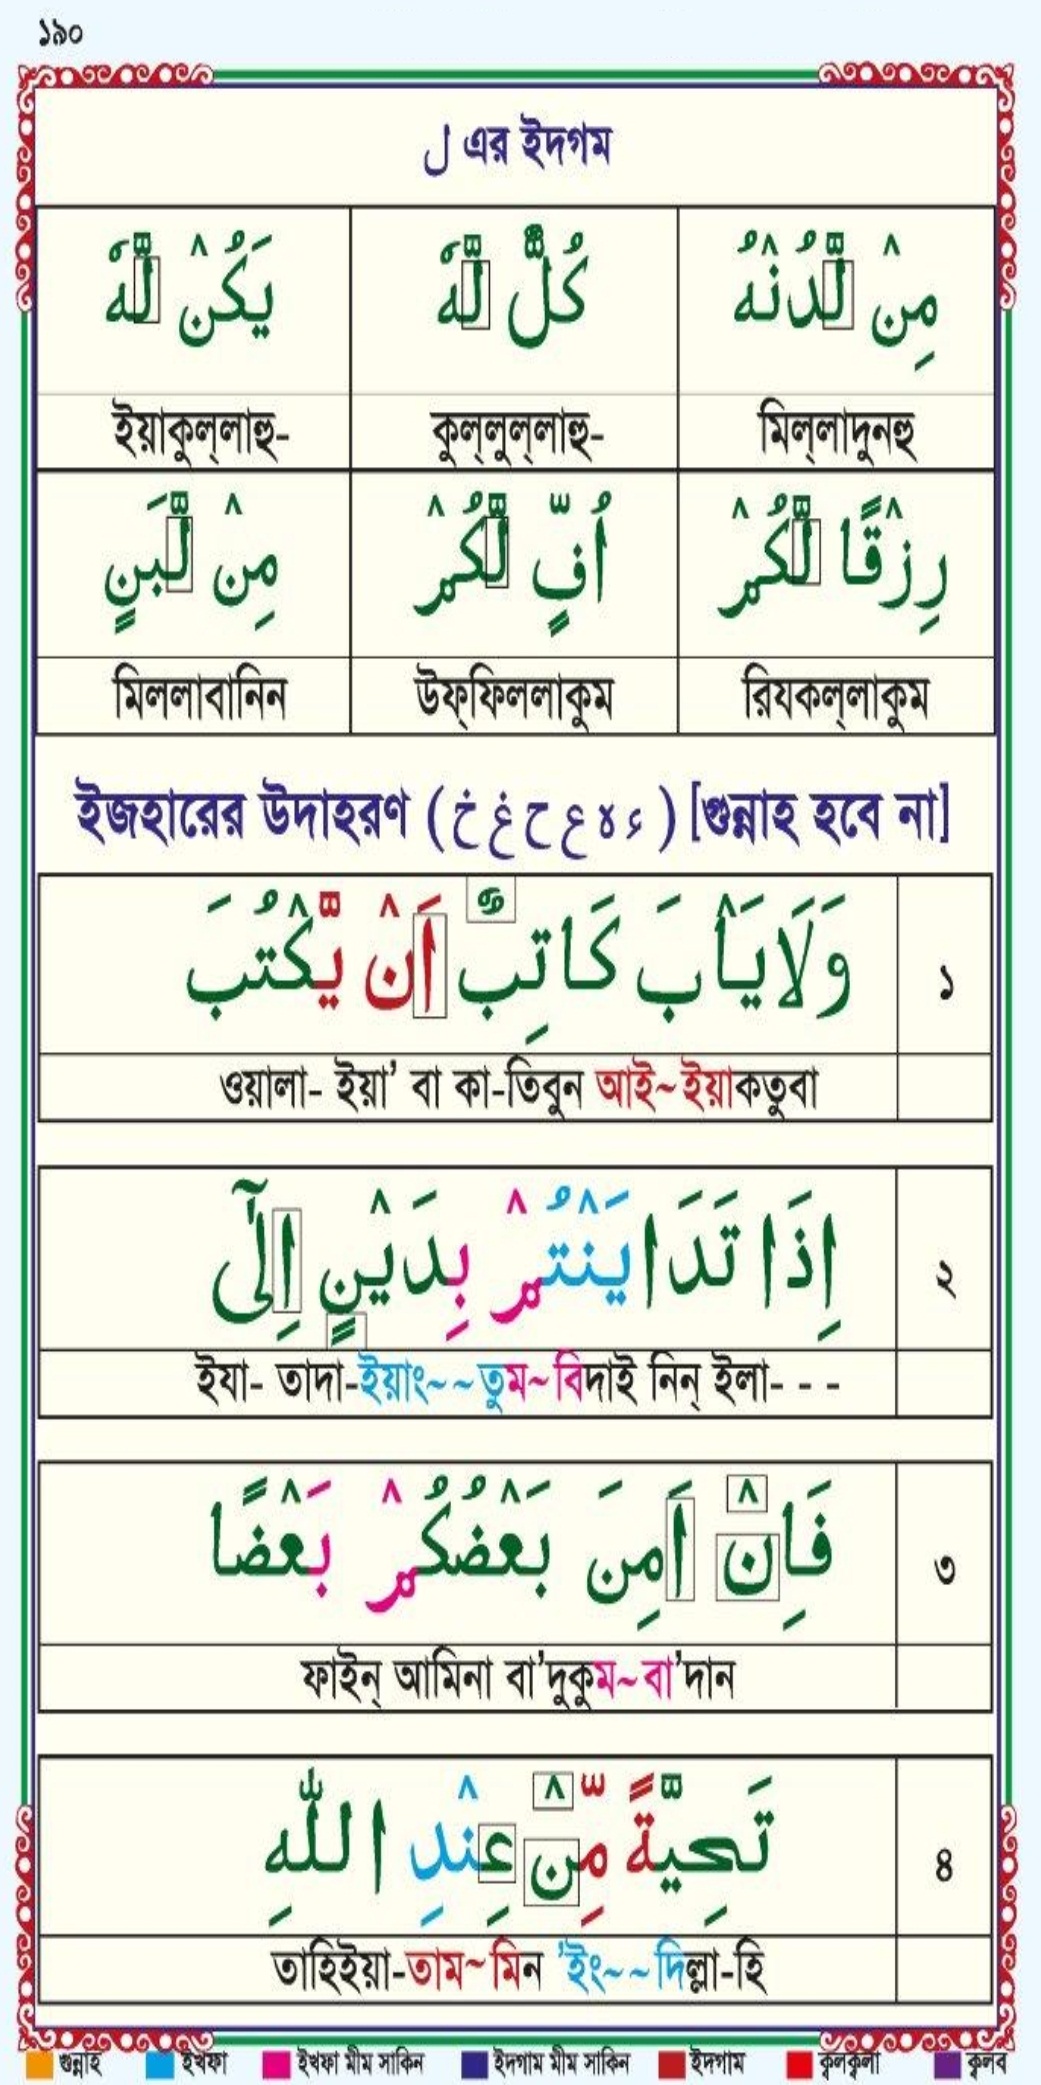 ১৯০
ل এর ইদগম
مِنْ لَّدُنْهُ كُلٌّ لَّهٗ يَكُنْ لَّهٗ
মিল্লাদুনহু কুল্লুল্লাহু- ইয়াকুল্লাহু-
رِزْقًا لَّكُمْ اُفٍّ لَّكُمْ مِنْ لَّبَنٍ
রিযকল্লাকুম উফ্ফিললাকুম মিললাবানিন
ইজহারের উদাহরণ (ء ه ع ح غ خ) [গুন্নাহ হবে না]
وَلَايَاْبَ كَاتِبٌ اَنْ يَّكْتُبَ ১
ওয়ালা- ইয়া’ বা কা-তিবুন আই~ইয়াকতুবা
اِذَا تَدَايَنْتُمْ بِدَيْنٍ اِلٰٓى ২
ইযা- তাদা-ইয়াং~~তুম~বিদাই নিন্ ইলা- - -
فَاِنْ اَمِنَ بَعْضُكُمْ بَعْضًا ৩
ফাইন্ আমিনা বা’দুকুম~বা’দান
تَحِيَّةً مِّنْ عِنْدِ اللّٰهِ ৪
তাহিইয়া-তাম~মিন ’ইং~~দিল্লা-হি
গুন্নাহ ইখফা ইখফা মীম সাকিন ইদগাম মীম সাকিন ইদগাম ক্বলক্বলা ক্বলব